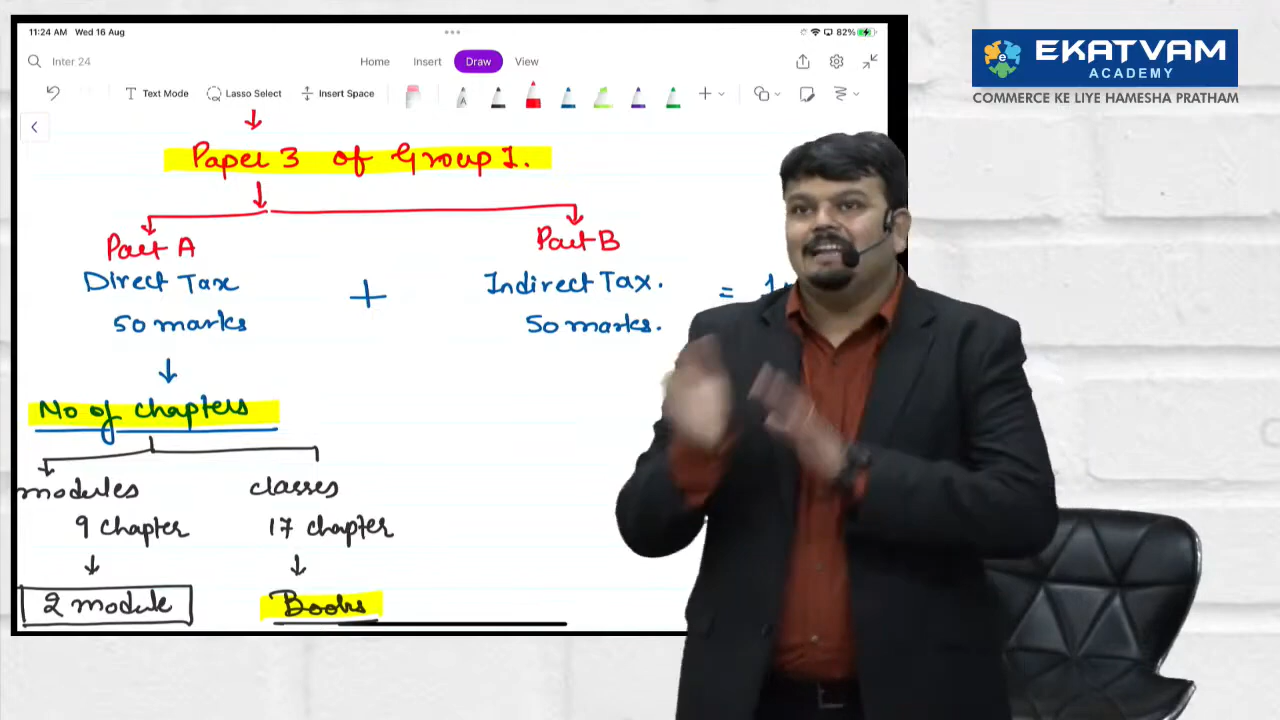 11:24 AM Wed 16 Aug
82%
Inter 24
Home Insert Draw View
Text Mode Lasso Select Insert Space
EKATVAM
ACADEMY
COMMERCE KE LIYE HAMESHA PRATHAM
Paper 3 of Group I.
Part A Part B
Direct Tax + Indirect Tax. =
50 marks 50 marks.
No of chapters
modules classes
9 chapter 17 chapter
2 module Books